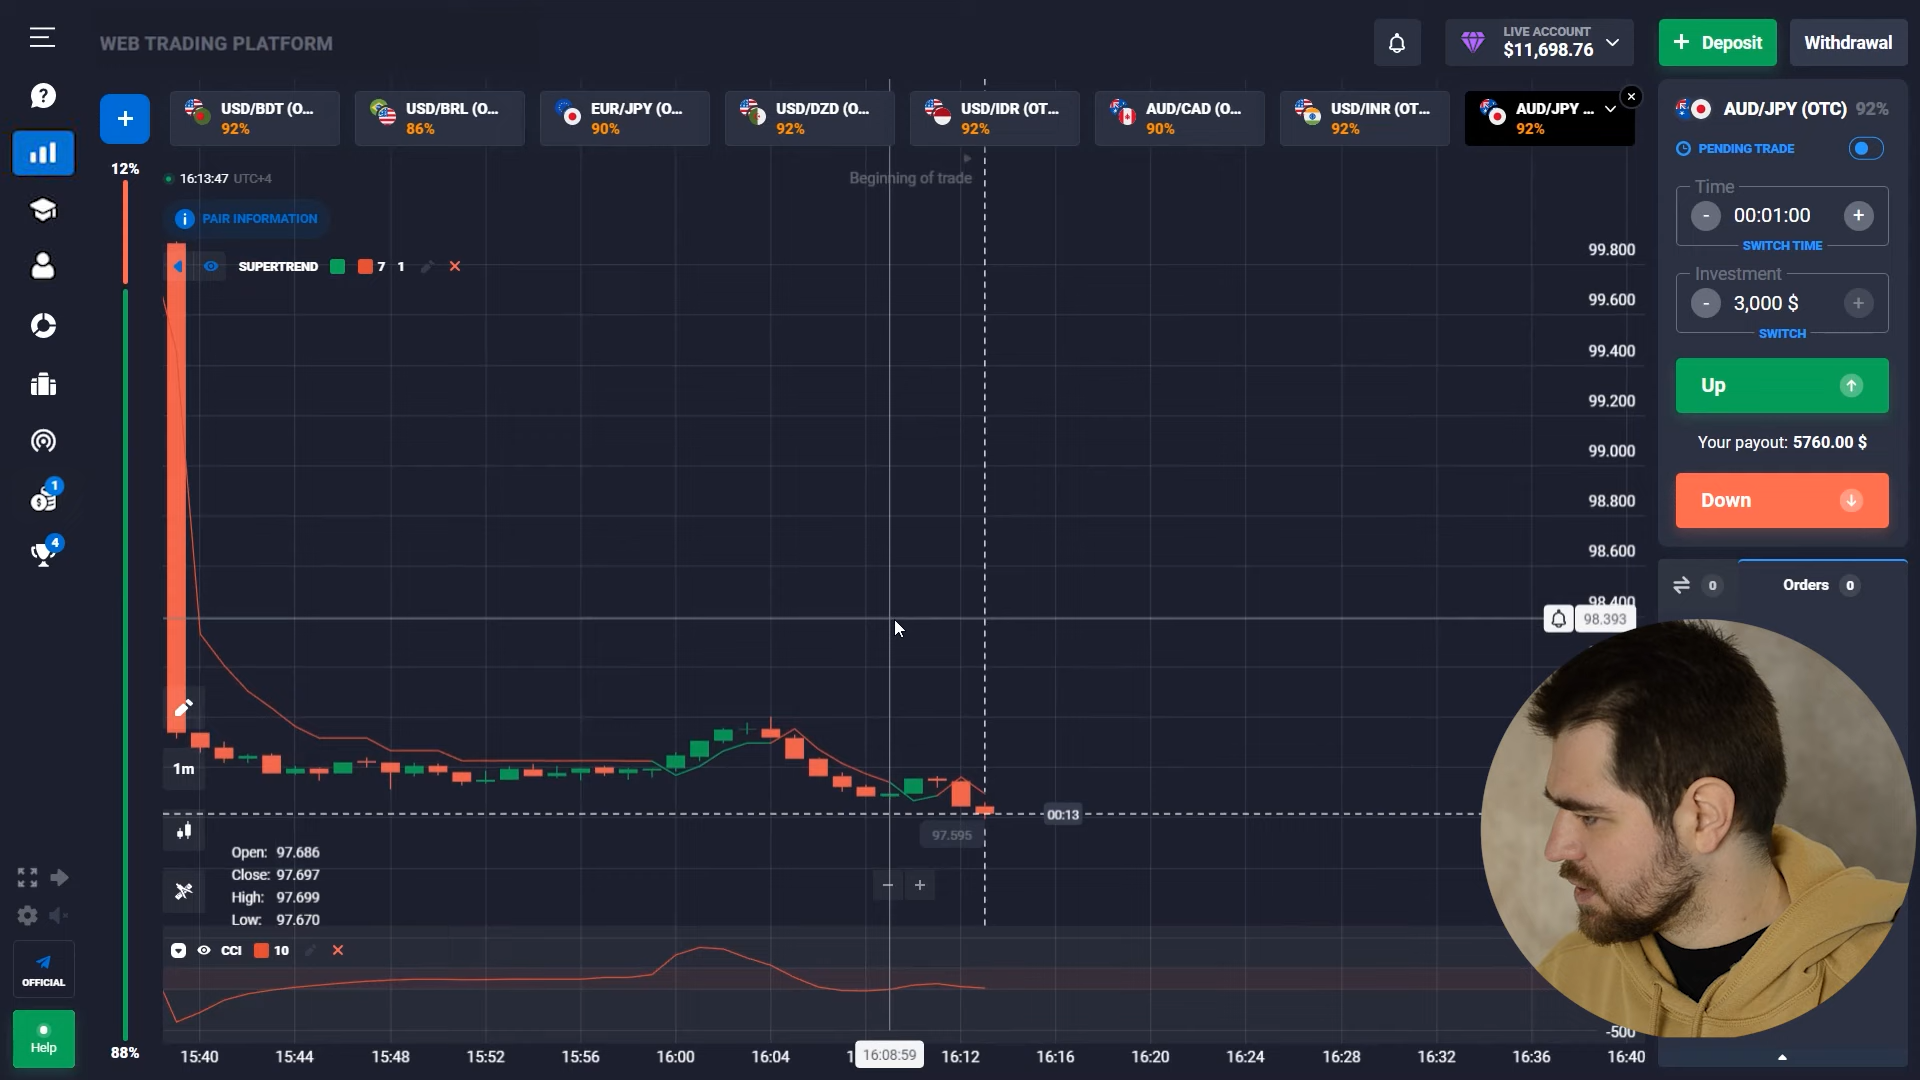 WEB TRADING PLATFORM
LIVE ACCOUNT
$11,698.76
+ Deposit
Withdrawal
USD/BDT (O...
92%
USD/BRL (O...
86%
EUR/JPY (O...
90%
USD/DZD (O...
92%
USD/IDR (OT...
92%
AUD/CAD (O...
90%
USD/INR (OT...
92%
AUD/JPY ...
92%
AUD/JPY (OTC) 92%
PENDING TRADE
Time
00:01:00
SWITCH TIME
Investment
3,000 $
SWITCH
Up
Your payout: 5760.00 $
Down
0
Orders 0
12%
16:13:47 UTC+4
Beginning of trade
PAIR INFORMATION
SUPERTREND 7 1
99.800
99.600
99.400
99.200
99.000
98.800
98.600
98.400
98.393
1m
00:13
97.595
Open: 97.686
Close: 97.697
High: 97.699
Low: 97.670
CCI 10
-500
88%
15:40
15:44
15:48
15:52
15:56
16:00
16:04
16:08:59
16:12
16:16
16:20
16:24
16:28
16:32
16:36
16:40
1
4
OFFICIAL
Help